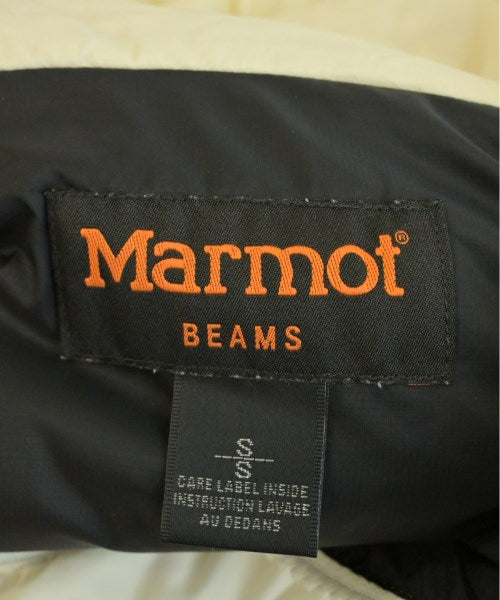 Marmot®
BEAMS
S
S
CARE LABEL INSIDE
INSTRUCTION LAVAGE
AU DEDANS